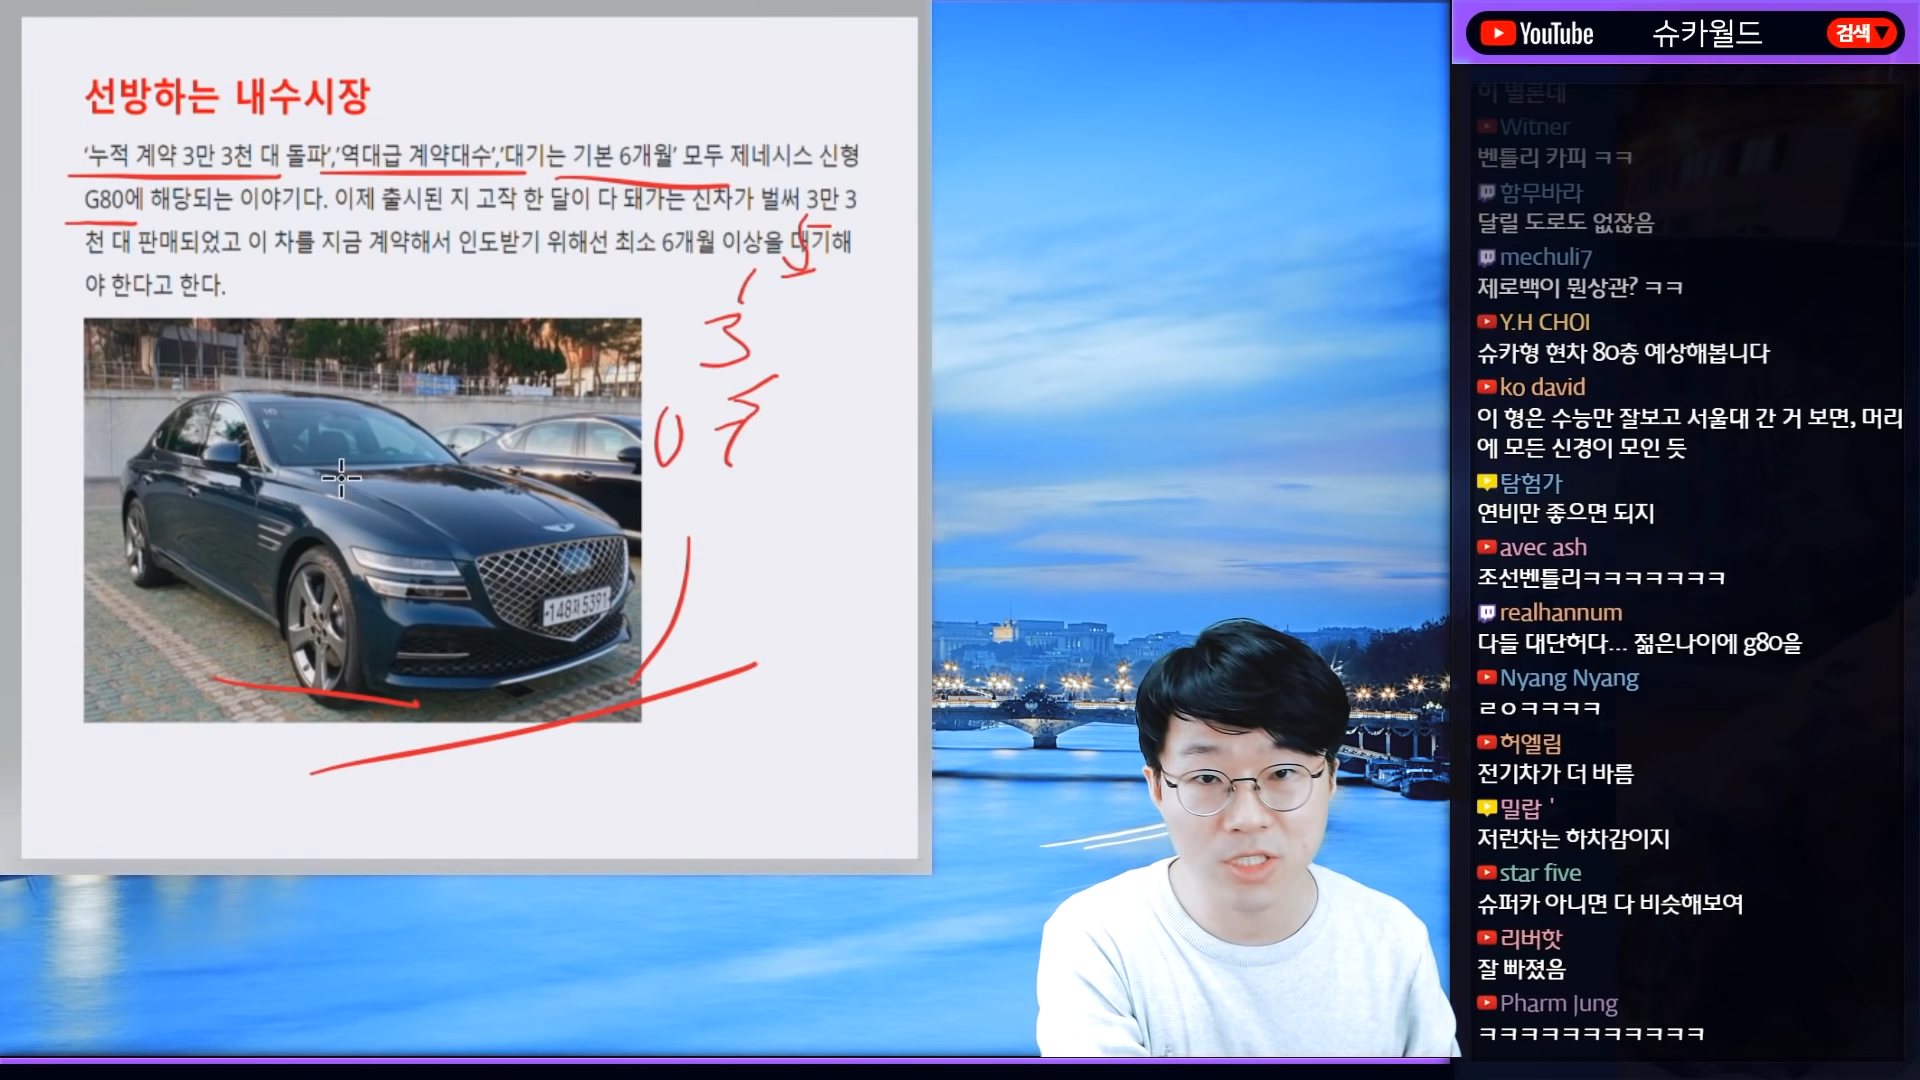 선방하는 내수시장
'누적 계약 3만 3천 대 돌파','역대급 계약대수','대기는 기본 6개월' 모두 제네시스 신형
G80에 해당되는 이야기다. 이제 출시된 지 고작 한 달이 다 돼가는 신차가 벌써 3만 3
천 대 판매되었고 이 차를 지금 계약해서 인도받기 위해선 최소 6개월 이상을 대기해
야 한다고 한다.
3
0
148저5391
YouTube 슈카월드 검색▼
이 별론데
Witner
벤틀리 카피 ㅋㅋ
함무바라
달릴 도로도 없잖음
mechuli7
제로백이 뭔상관? ㅋㅋ
Y.H CHOI
슈카형 현차 80층 예상해봅니다
ko david
이 형은 수능만 잘보고 서울대 간 거 보면, 머리
에 모든 신경이 모인 듯
탐험가
연비만 좋으면 되지
avec ash
조선벤틀리ㅋㅋㅋㅋㅋㅋㅋ
realhannum
다들 대단허다... 젊은나이에 g80을
Nyang Nyang
ㄹㅇㅋㅋㅋㅋ
허엘림
전기차가 더 바름
밀랍 '
저런차는 하차감이지
star five
슈퍼카 아니면 다 비슷해보여
리버핫
잘 빠졌음
Pharm Jung
ㅋㅋㅋㅋㅋㅋㅋㅋㅋㅋㅋ